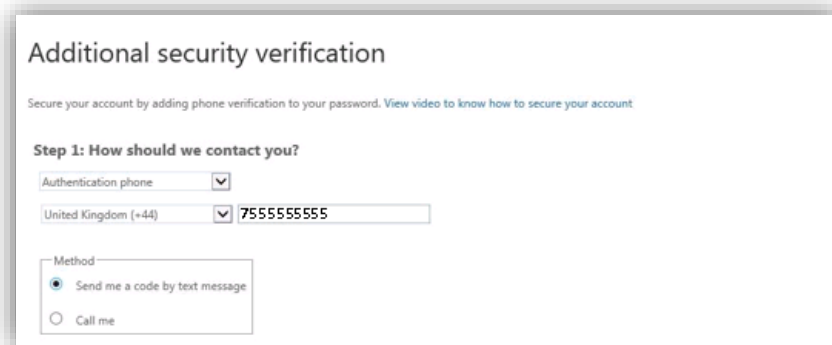 Additional security verification
Secure your account by adding phone verification to your password. View video to know how to secure your account
Step 1: How should we contact you?
Authentication phone
United Kingdom (+44) 7555555555
Method
Send me a code by text message
Call me